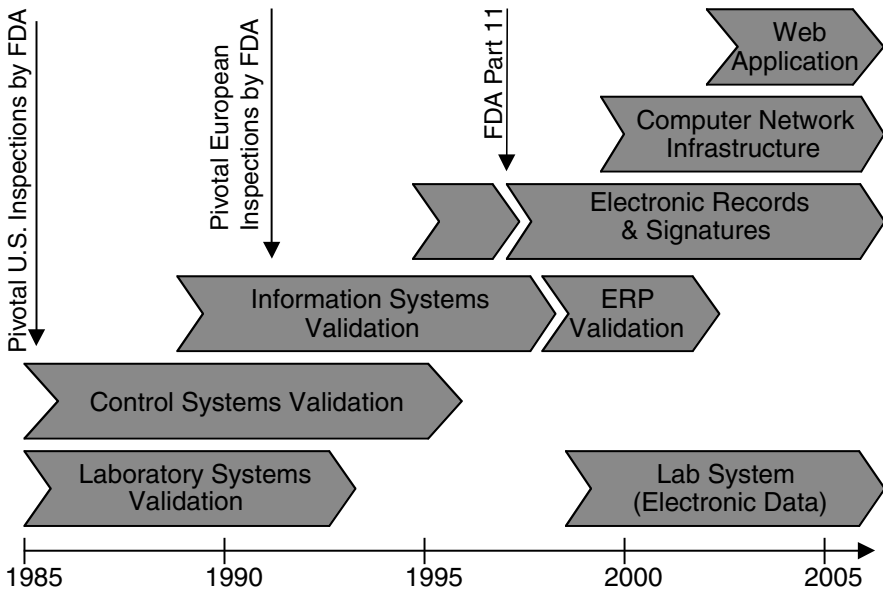 Pivotal U.S. Inspections by FDA
Pivotal European
Inspections by FDA
FDA Part 11
Web
Application
Computer Network
Infrastructure
Electronic Records
& Signatures
Information Systems
Validation
ERP
Validation
Control Systems Validation
Laboratory Systems
Validation
Lab System
(Electronic Data)
1985
1990
1995
2000
2005